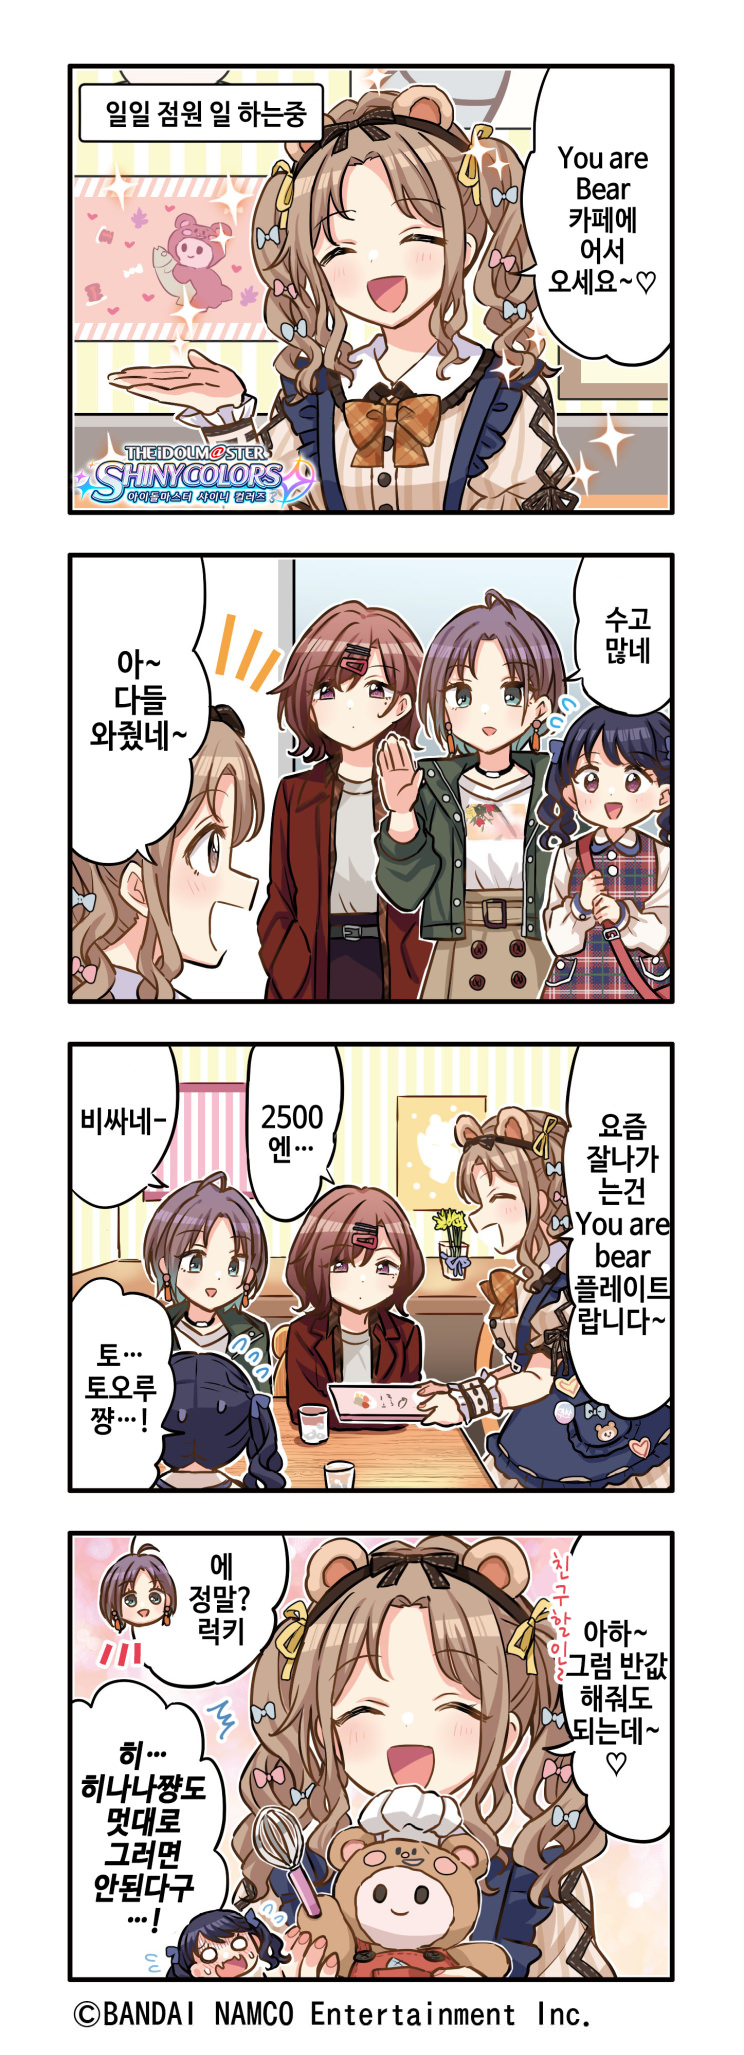 일일 점원 일 하는중
You are
Bear
카페에
어서
오세요~♡
THE iDOLM@STER
SHINY COLORS
아이돌마스터 샤이니 컬러즈
수고
많네
아~
다들
와줬네~
요즘
잘나가
는건
You are
bear
플레이트
랍니다~
2500
엔…
비싸네-
토…
토오루
쨩…!
친구할인
아하~
그럼 반값
해줘도
되는데~
♡
에
정말?
럭키
히…
히나나쨩도
멋대로
그러면
안된다구
…!
©BANDAI NAMCO Entertainment Inc.